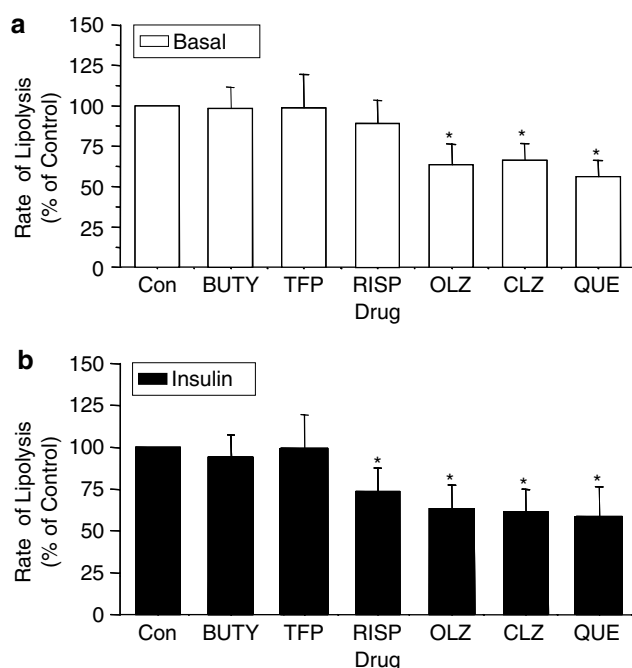 a
Basal
Rate of Lipolysis
(% of Control)
150
125
100
75
50
25
0
* * *
Con BUTY TFP RISP OLZ CLZ QUE
Drug
b
Insulin
Rate of Lipolysis
(% of Control)
150
125
100
75
50
25
0
* * * *
Con BUTY TFP RISP OLZ CLZ QUE
Drug